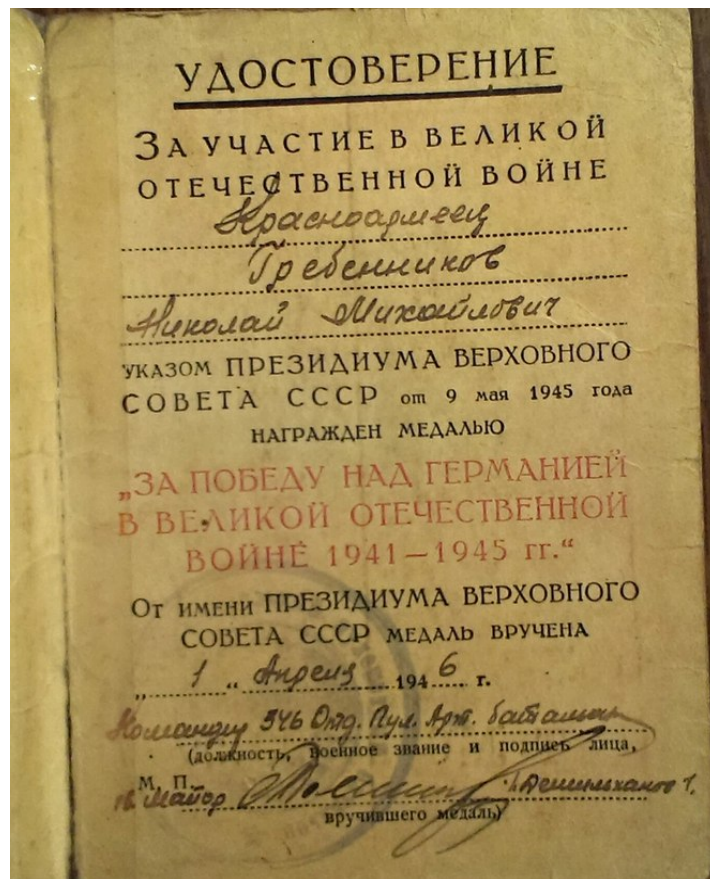 УДОСТОВЕРЕНИЕ
ЗА УЧАСТИЕ В ВЕЛИКОЙ
ОТЕЧЕСТВЕННОЙ ВОЙНЕ
Красноармеец
Гребенников
Николай Михайлович
УКАЗОМ ПРЕЗИДИУМА ВЕРХОВНОГО
СОВЕТА СССР от 9 мая 1945 года
НАГРАЖДЕН МЕДАЛЬЮ
„ЗА ПОБЕДУ НАД ГЕРМАНИЕЙ
В ВЕЛИКОЙ ОТЕЧЕСТВЕННОЙ
ВОЙНЕ 1941—1945 гг.“
ОТ ИМЕНИ ПРЕЗИДИУМА ВЕРХОВНОГО
СОВЕТА СССР МЕДАЛЬ ВРУЧЕНА
„1“ Апреля 1946 г.
Командир 546 Отд. Пул. Арт. батальон
(должность, военное звание и подпись лица,
М. П.
Майор
вручившего медаль)